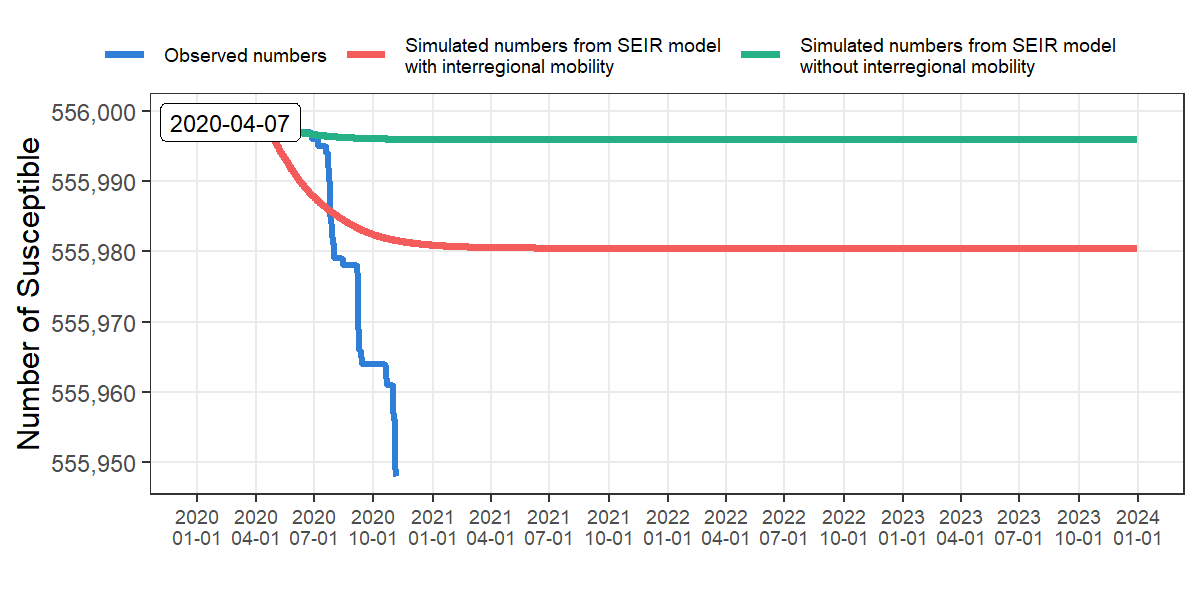 Observed numbers
Simulated numbers from SEIR model
with interregional mobility
Simulated numbers from SEIR model
without interregional mobility
Number of Susceptible
556,000
555,990
555,980
555,970
555,960
555,950
2020-04-07
2020 2020 2020 2020 2021 2021 2021 2021 2022 2022 2022 2022 2023 2023 2023 2023 2024
01-01 04-01 07-01 10-01 01-01 04-01 07-01 10-01 01-01 04-01 07-01 10-01 01-01 04-01 07-01 10-01 01-01